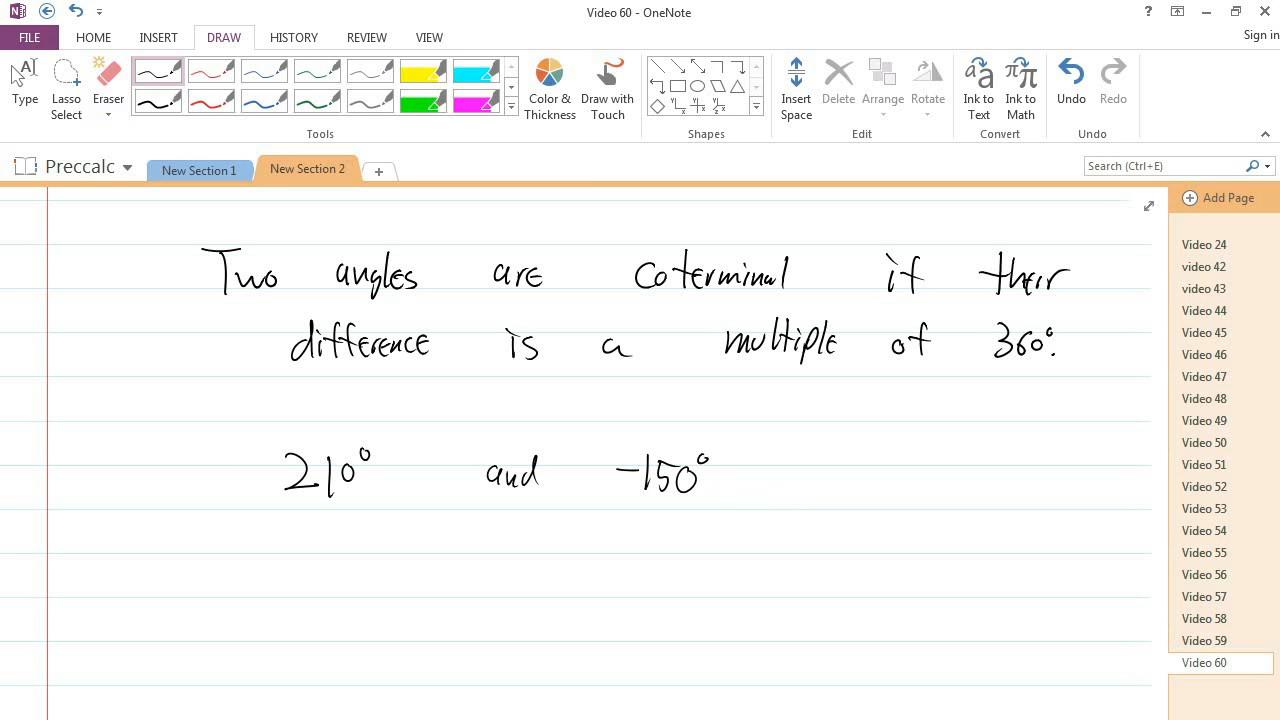 Video 60 - OneNote
?
Sign in
FILE HOME INSERT DRAW HISTORY REVIEW VIEW
Type
Lasso Select
Eraser
Color & Thickness
Draw with Touch
Insert Space
Delete
Arrange
Rotate
Ink to Text
Ink to Math
Undo
Redo
Tools Shapes Edit Convert Undo
Preccalc
New Section 1
New Section 2
Search (Ctrl+E)
Add Page
Two angles are coterminal if their
difference is a multiple of 360°.
210° and -150°
Video 24
video 42
video 43
Video 44
Video 45
Video 46
Video 47
Video 48
Video 49
Video 50
Video 51
Video 52
Video 53
Video 54
Video 55
Video 56
Video 57
Video 58
Video 59
Video 60